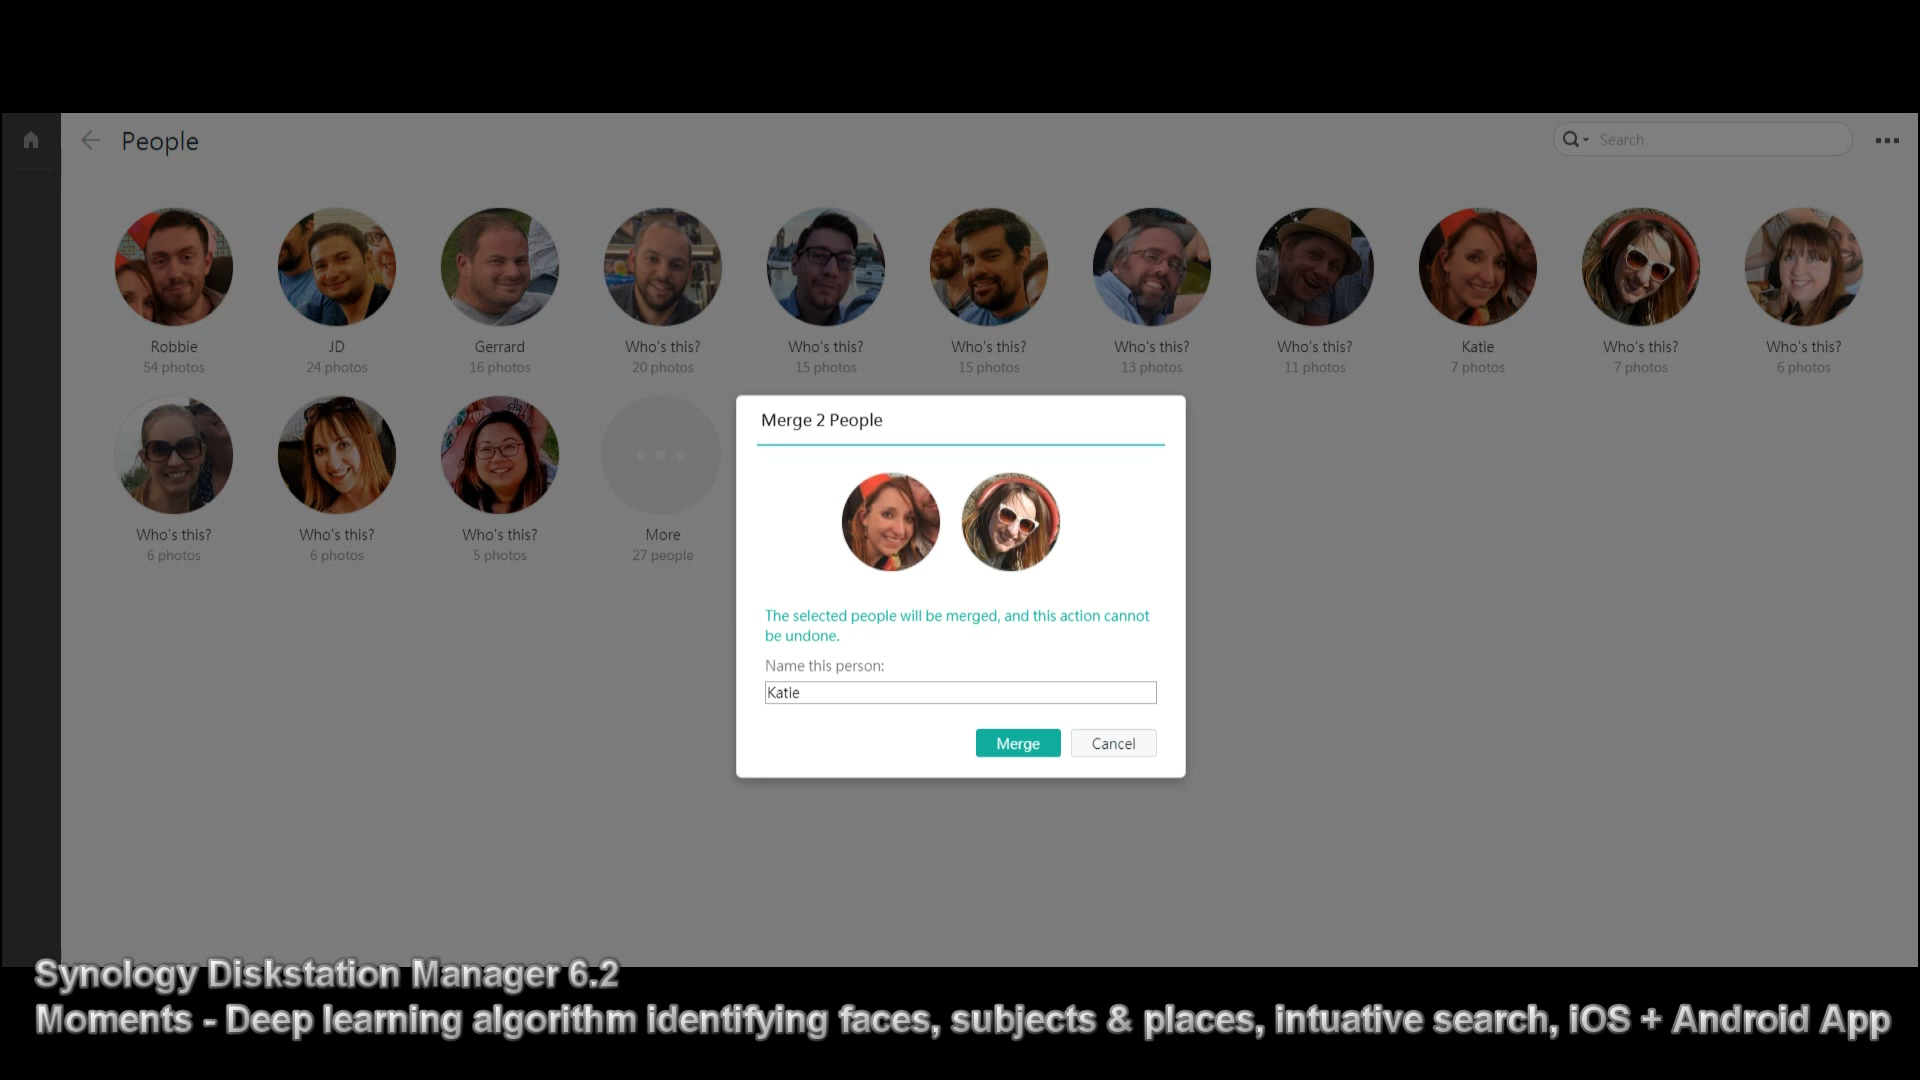 People
Search
Robbie
54 photos
JD
24 photos
Gerrard
16 photos
Who's this?
20 photos
Who's this?
15 photos
Who's this?
15 photos
Who's this?
13 photos
Who's this?
11 photos
Katie
7 photos
Who's this?
7 photos
Who's this?
6 photos
Who's this?
6 photos
Who's this?
6 photos
Who's this?
5 photos
More
27 people
Merge 2 People
The selected people will be merged, and this action cannot
be undone.
Name this person:
Katie
Merge
Cancel
Synology Diskstation Manager 6.2
Moments - Deep learning algorithm identifying faces, subjects & places, intuative search, iOS + Android App